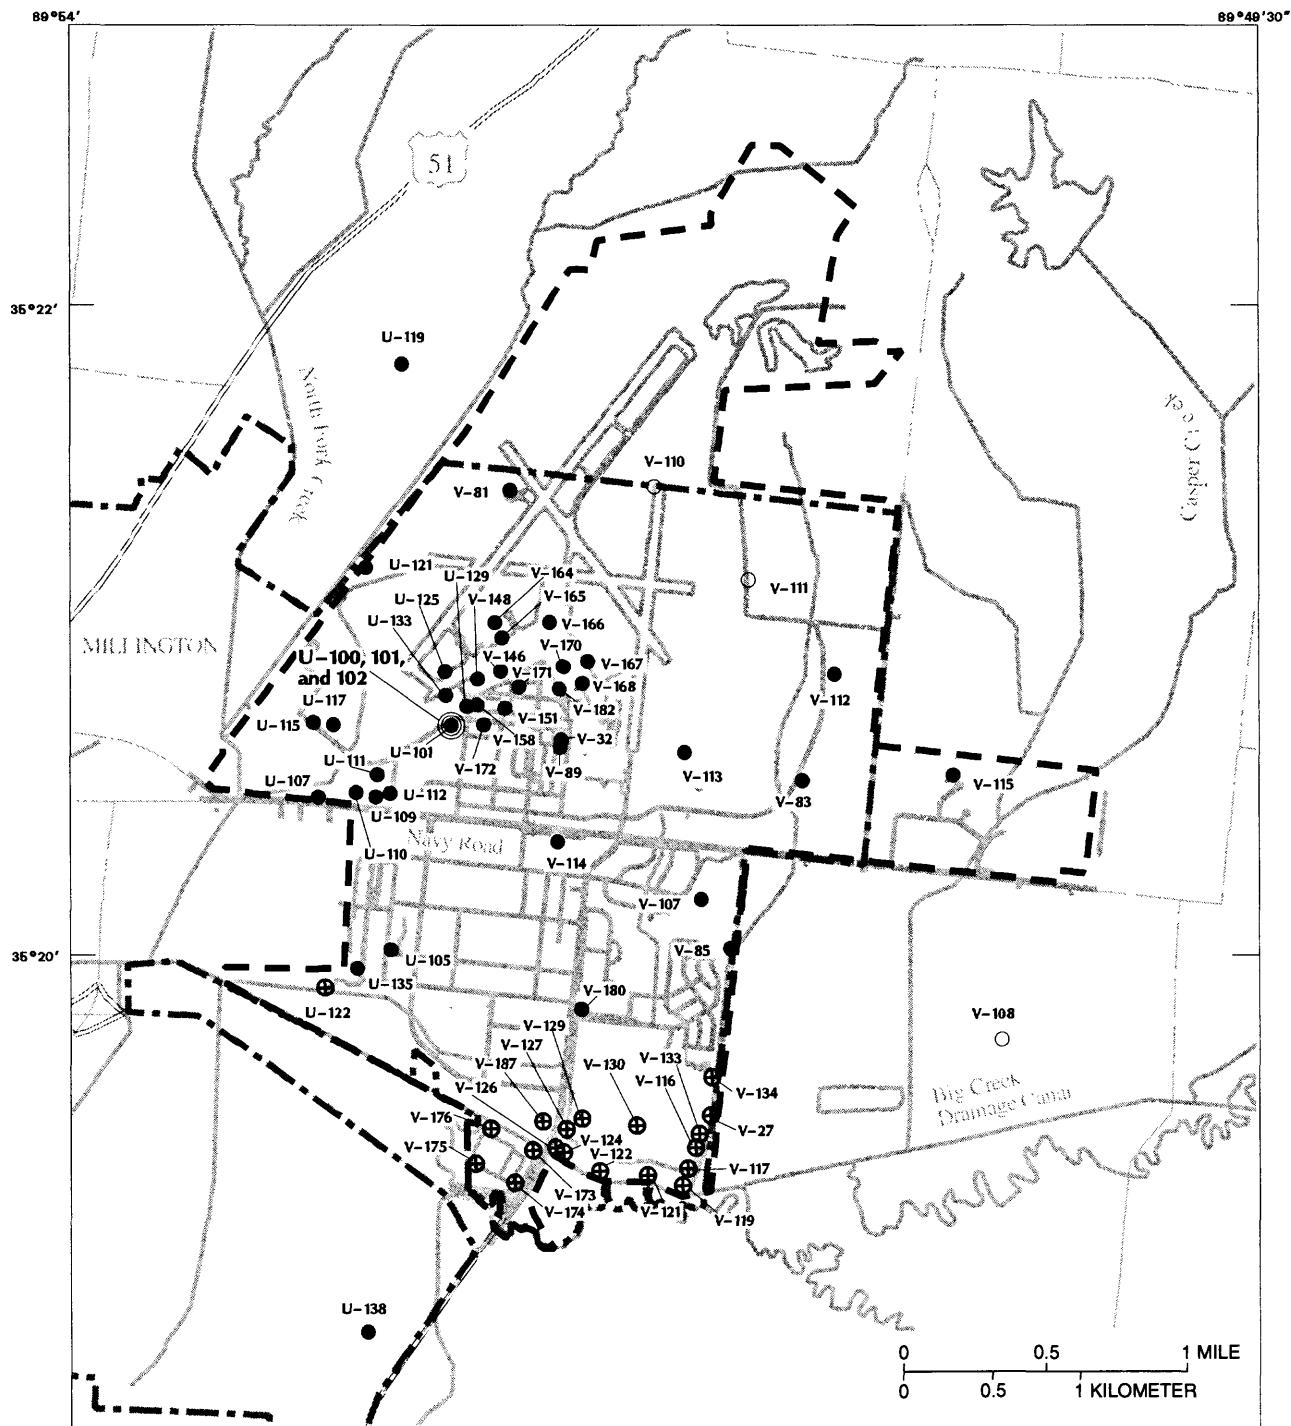 89°54'
89°49'30"
51
35°22'
U-119
North Fork Creek
Casper Creek
V-110
V-81
U-121
V-164
U-129
V-111
U-125
V-148
V-165
U-133
V-166
MILLINGTON
V-170
U-100, 101,
and 102
V-146
V-167
V-171
V-168
V-112
U-117
V-182
U-115
V-151
U-101
V-158
V-32
U-111
V-172
V-89
V-113
U-107
U-112
V-83
V-115
U-109
Navy Road
U-110
V-114
V-107
35°20'
U-105
V-85
U-135
V-180
U-122
V-108
V-129
V-127
V-133
V-187
V-130
V-116
V-126
V-134
Big Creek
Drainage Canal
V-176
V-27
V-175
V-124
V-122
V-117
V-173
V-174
V-121
V-119
U-138
0 0.5 1 MILE
0 0.5 1 KILOMETER